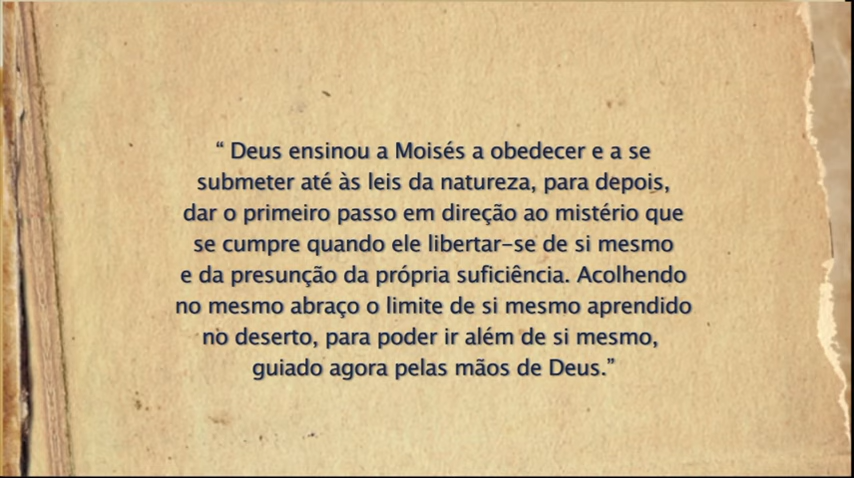 “ Deus ensinou a Moisés a obedecer e a se
submeter até às leis da natureza, para depois,
dar o primeiro passo em direção ao mistério que
se cumpre quando ele libertar-se de si mesmo
e da presunção da própria suficiência. Acolhendo
no mesmo abraço o limite de si mesmo aprendido
no deserto, para poder ir além de si mesmo,
guiado agora pelas mãos de Deus.”